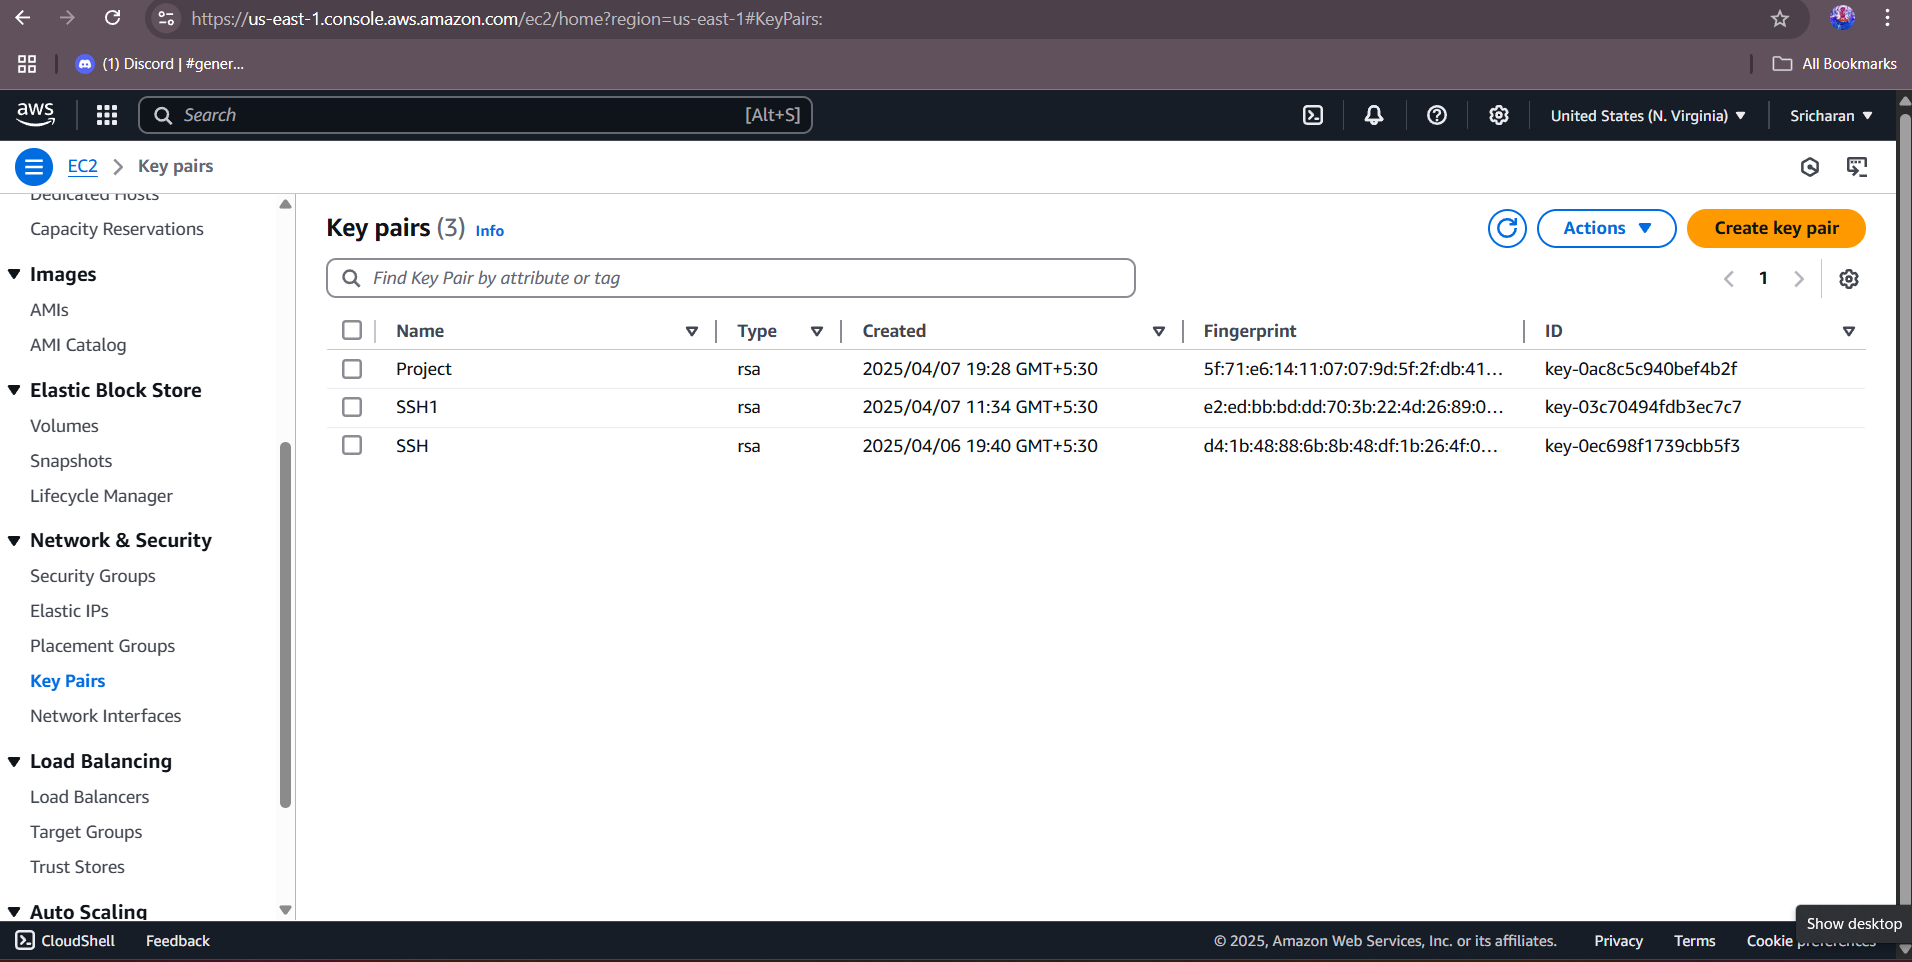 https://us-east-1.console.aws.amazon.com/ec2/home?region=us-east-1#KeyPairs:
(1) Discord | #gener...
All Bookmarks
aws
Search
[Alt+S]
United States (N. Virginia)
Sricharan
EC2
Key pairs
Dedicated Hosts
Capacity Reservations
Images
AMIs
AMI Catalog
Elastic Block Store
Volumes
Snapshots
Lifecycle Manager
Network & Security
Security Groups
Elastic IPs
Placement Groups
Key Pairs
Network Interfaces
Load Balancing
Load Balancers
Target Groups
Trust Stores
Auto Scaling
Key pairs (3) Info
Actions
Create key pair
Find Key Pair by attribute or tag
1
Name Type Created Fingerprint ID
Project rsa 2025/04/07 19:28 GMT+5:30 5f:71:e6:14:11:07:07:9d:5f:2f:db:41... key-0ac8c5c940bef4b2f
SSH1 rsa 2025/04/07 11:34 GMT+5:30 e2:ed:bb:bd:dd:70:3b:22:4d:26:89:0... key-03c70494fdb3ec7c7
SSH rsa 2025/04/06 19:40 GMT+5:30 d4:1b:48:88:6b:8b:48:df:1b:26:4f:0... key-0ec698f1739cbb5f3
Show desktop
CloudShell
Feedback
© 2025, Amazon Web Services, Inc. or its affiliates.
Privacy
Terms
Cookie preferences